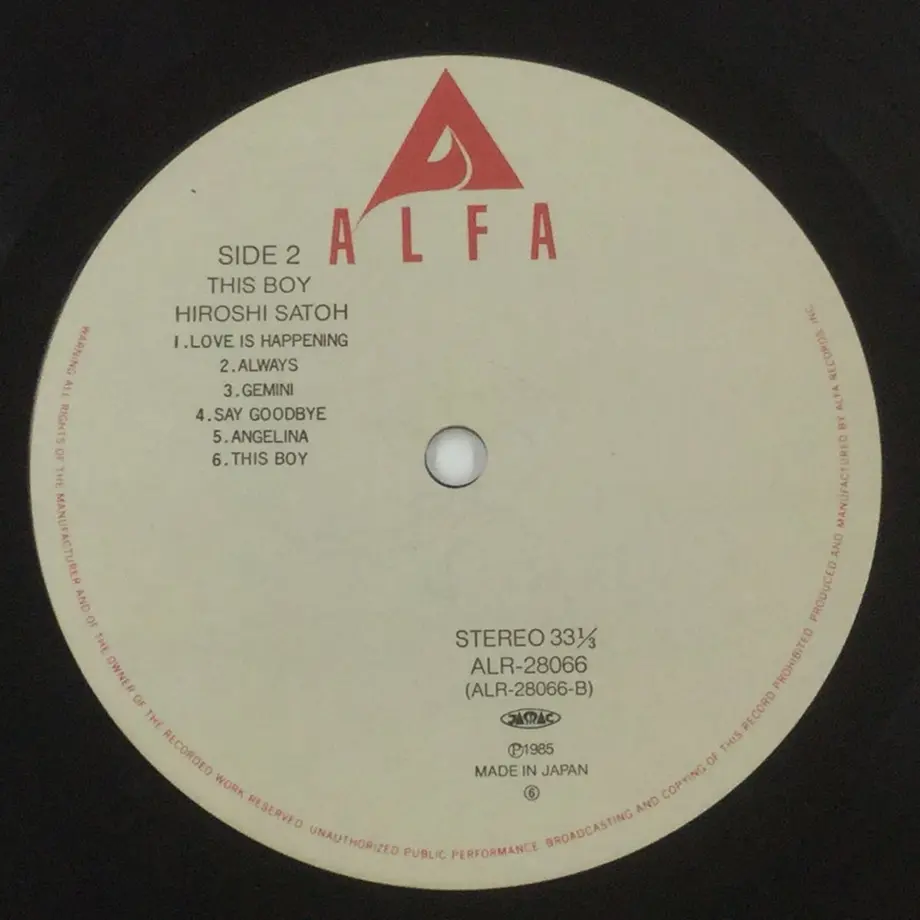 ALFA
SIDE 2
THIS BOY
HIROSHI SATOH
1.LOVE IS HAPPENING
2.ALWAYS
3.GEMINI
4.SAY GOODBYE
5.ANGELINA
6.THIS BOY
STEREO 33⅓
ALR-28066
(ALR-28066-B)
JASRAC
Ⓟ1985
MADE IN JAPAN
⑥
WARNING ALL RIGHTS OF THE MANUFACTURER AND OF THE OWNER OF THE RECORDED WORK RESERVED. UNAUTHORIZED PUBLIC PERFORMANCE. BROADCASTING AND COPYING OF THIS RECORD PROHIBITED PRODUCED AND MANUFACTURED BY ALFA RECORDS, INC.